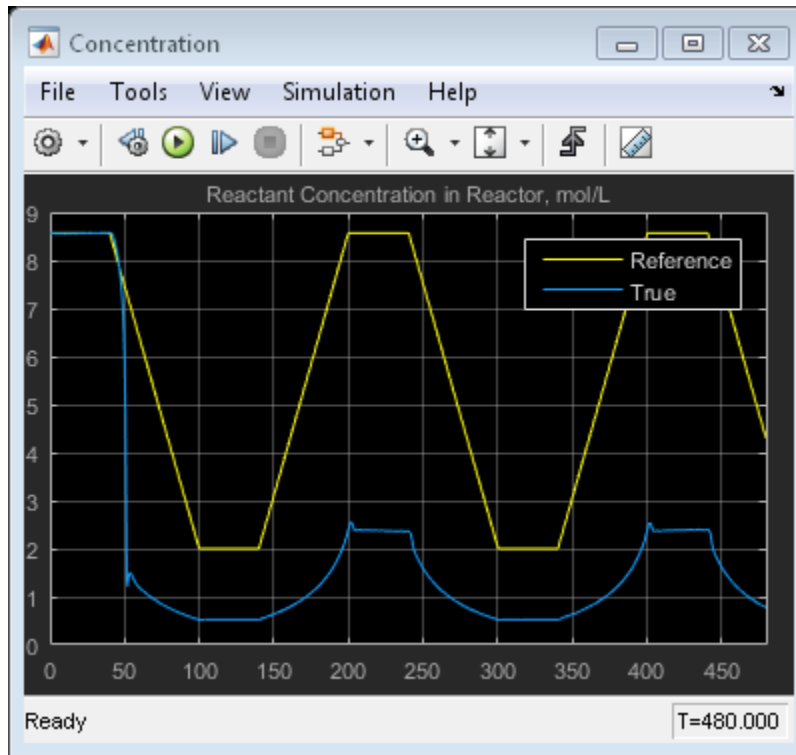 Concentration
File Tools View Simulation Help
Reactant Concentration in Reactor, mol/L
9
8
7
6
5
4
3
2
1
0
Reference
True
0 50 100 150 200 250 300 350 400 450
Ready T=480.000